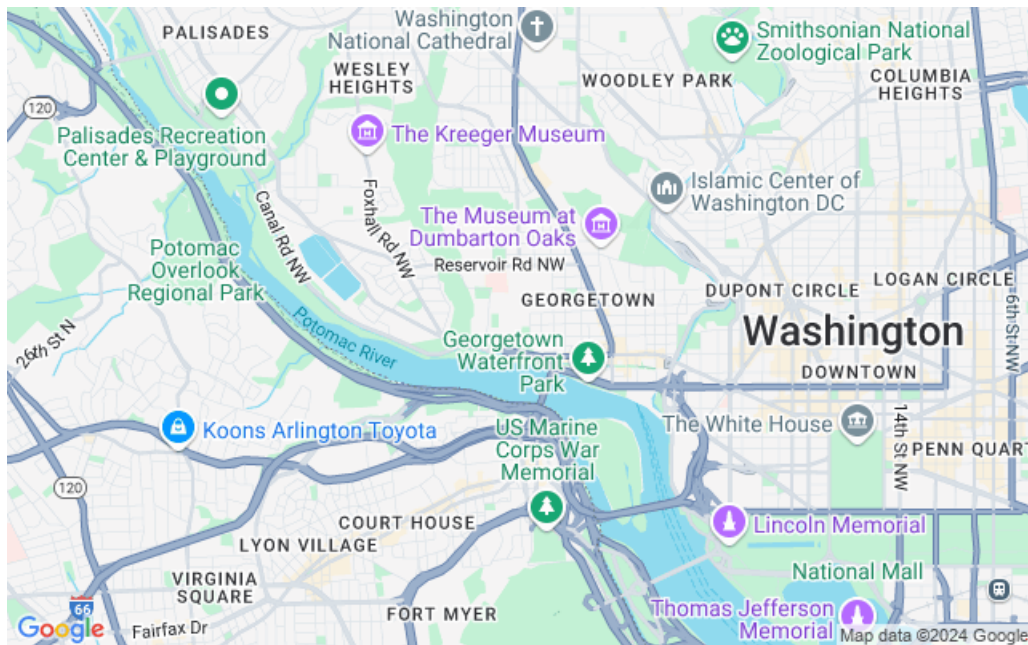 PALISADES
Washington
National Cathedral
Smithsonian National
Zoological Park
WESLEY
HEIGHTS
WOODLEY PARK
COLUMBIA
HEIGHTS
120
Palisades Recreation
Center & Playground
The Kreeger Museum
Islamic Center of
Washington DC
Foxhall Rd NW
Canal Rd NW
The Museum at
Dumbarton Oaks
Potomac
Overlook
Regional Park
Reservoir Rd NW
GEORGETOWN
DUPONT CIRCLE
LOGAN CIRCLE
6th St NW
26th St N
Potomac River
Georgetown
Waterfront
Park
Washington
DOWNTOWN
Koons Arlington Toyota
US Marine
Corps War
Memorial
The White House
14th St NW
PENN QUART
120
COURT HOUSE
LYON VILLAGE
Lincoln Memorial
National Mall
VIRGINIA
SQUARE
66
FORT MYER
Thomas Jefferson
Memorial
Google
Fairfax Dr
Map data ©2024 Google